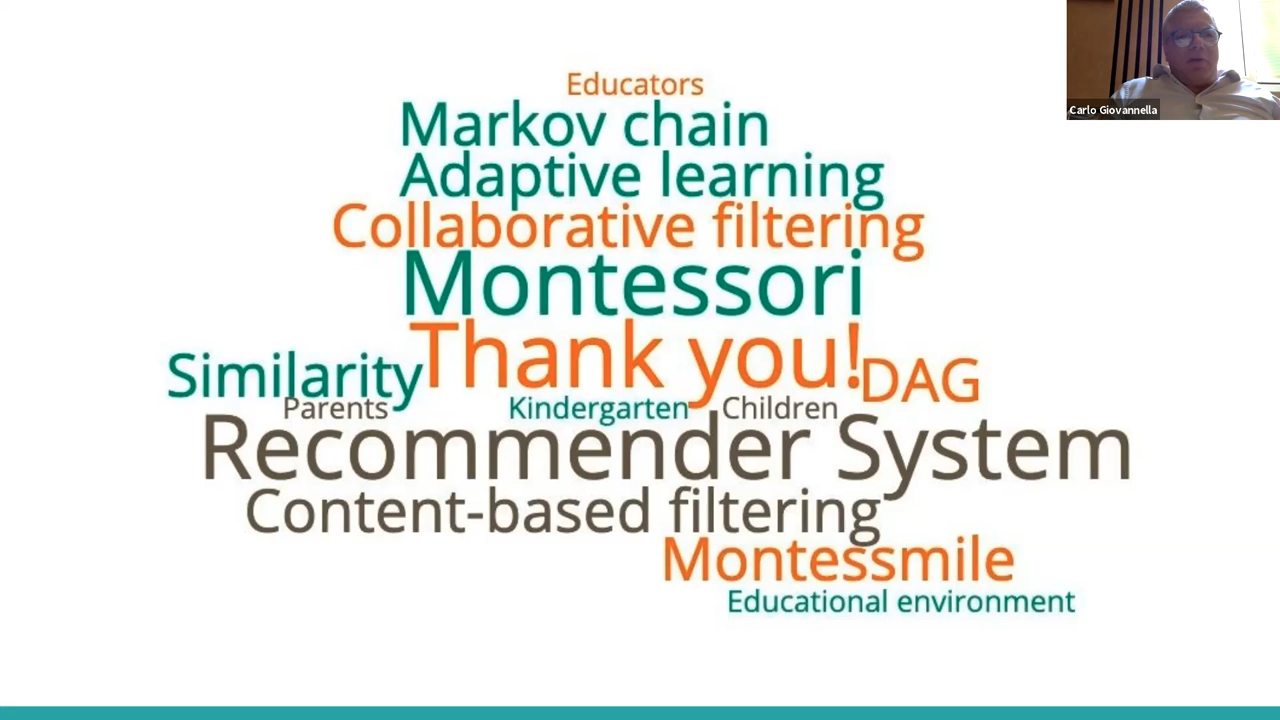 Carlo Giovannella
Educators
Markov chain
Adaptive learning
Collaborative filtering
Montessori
Thank you!
Similarity
DAG
Parents
Kindergarten
Children
Recommender System
Content-based filtering
Montessmile
Educational environment